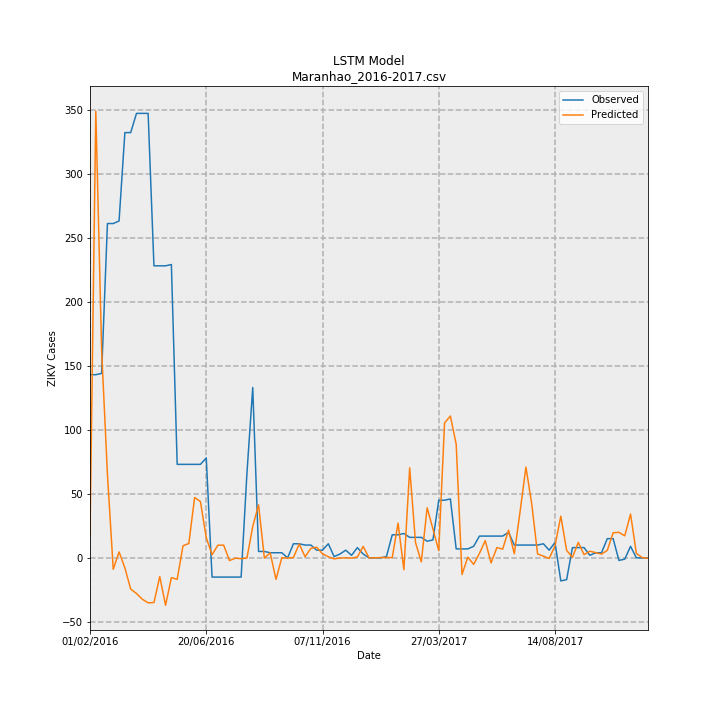 LSTM Model
Maranhao_2016-2017.csv
Observed
Predicted
350
300
250
200
150
100
50
0
−50
ZIKV Cases
01/02/2016
20/06/2016
07/11/2016
27/03/2017
14/08/2017
Date